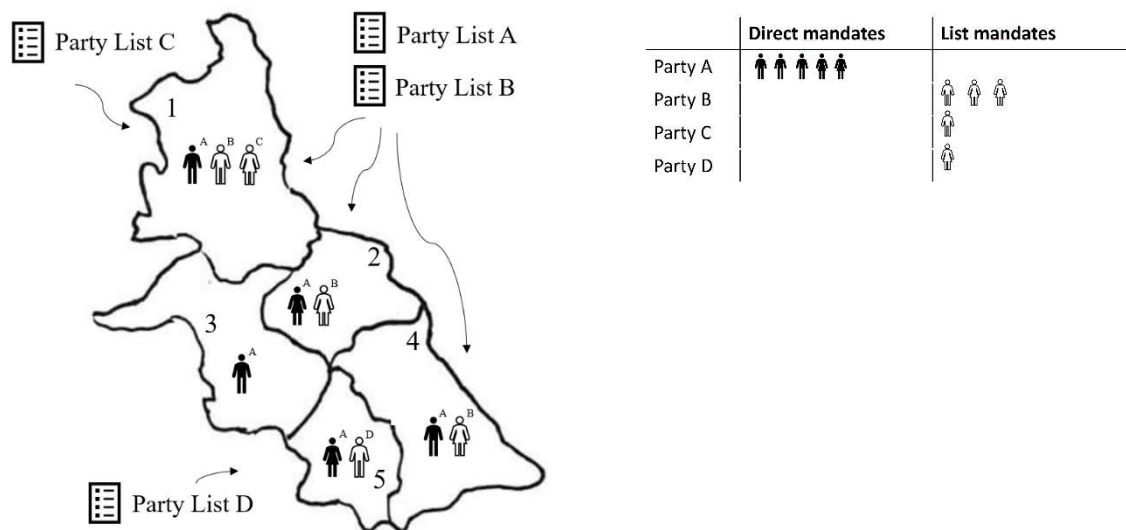 Party List C
Party List A
Party List B
1
A B C
2
A B
3
A
4
A B
A D
5
Party List D
Direct mandates List mandates
Party A
Party B
Party C
Party D